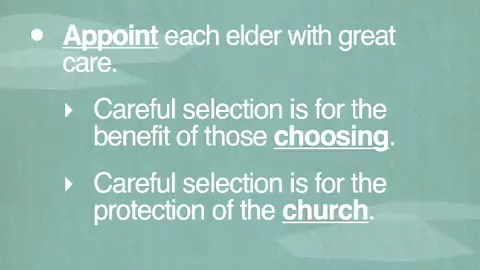 • Appoint each elder with great
care.
Careful selection is for the
benefit of those choosing.
Careful selection is for the
protection of the church.